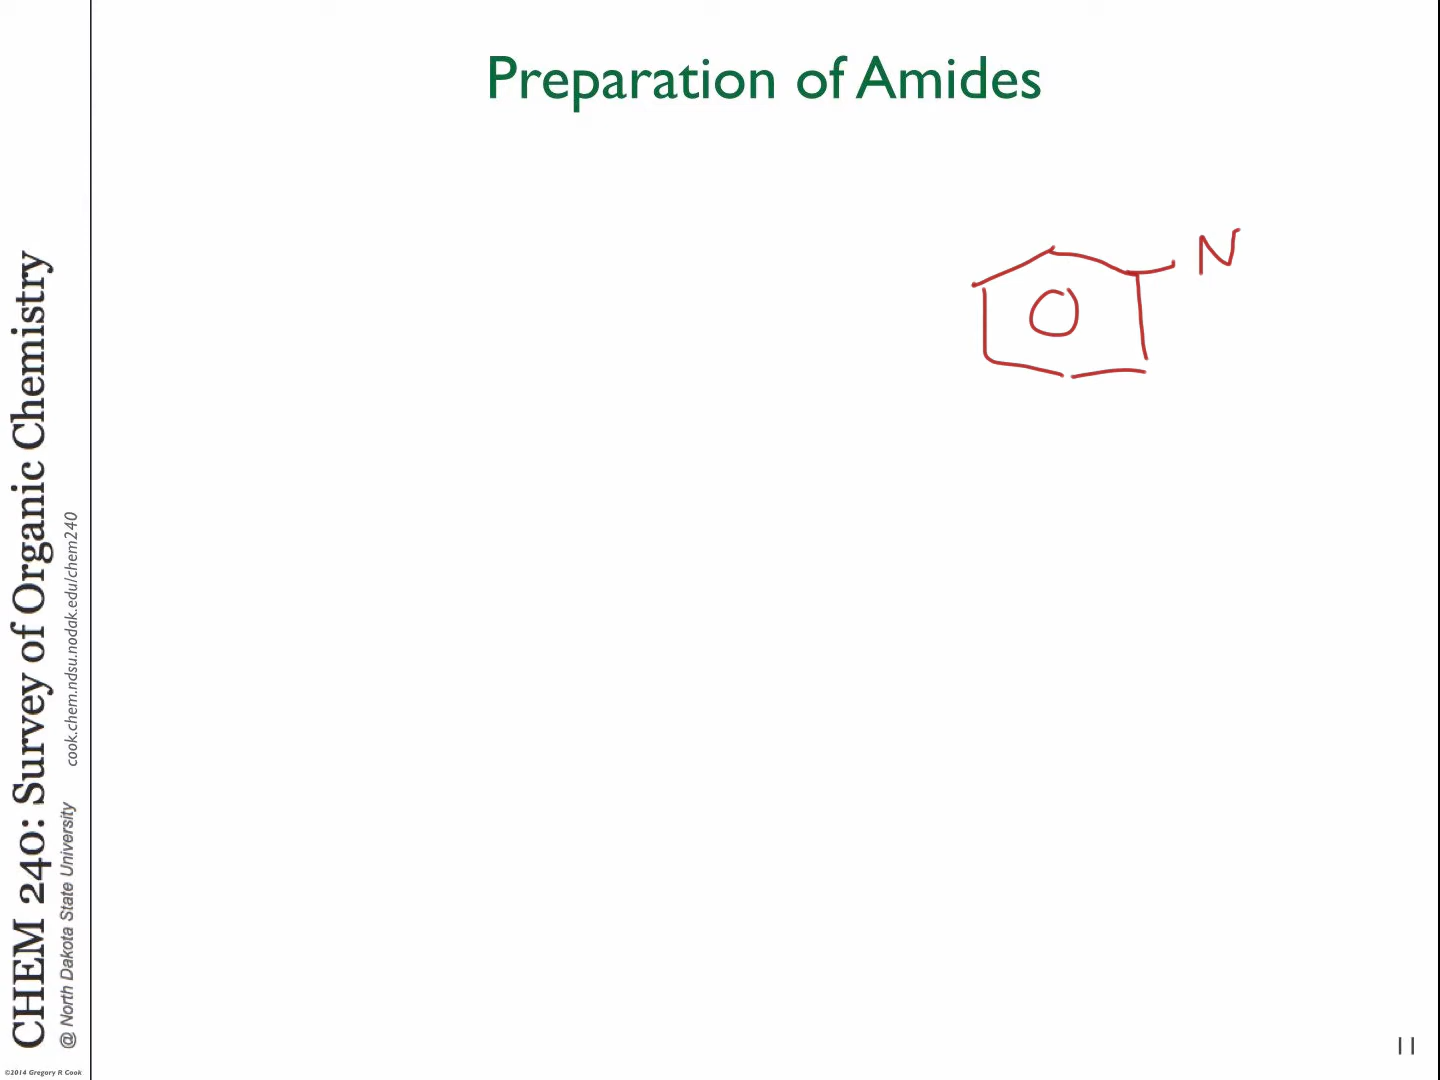 Preparation of Amides
N
CHEM 240: Survey of Organic Chemistry
@ North Dakota State University cook.chem.ndsu.nodak.edu/chem240
©2014 Gregory R Cook
11